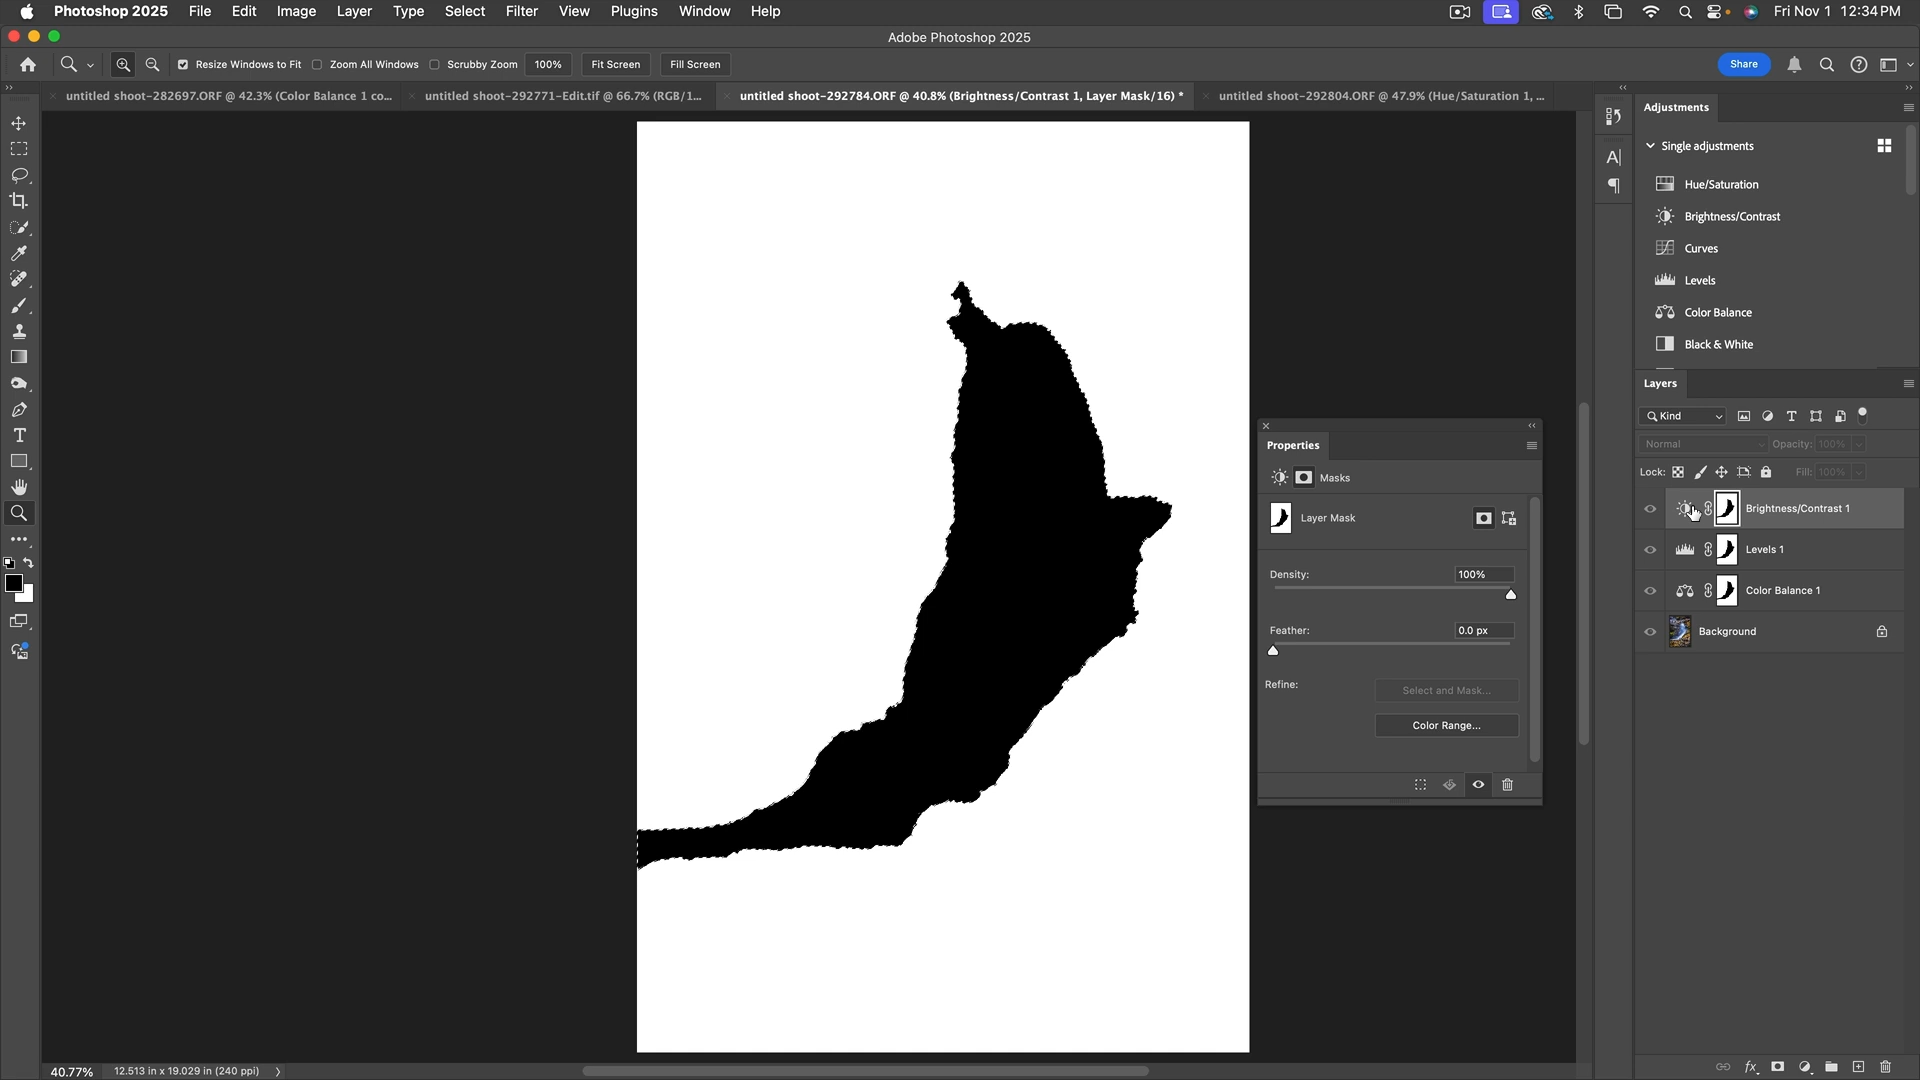 Photoshop 2025 File Edit Image Layer Type Select Filter View Plugins Window Help Fri Nov 1 12:34 PM
Adobe Photoshop 2025
Resize Windows to Fit Zoom All Windows Scrubby Zoom 100% Fit Screen Fill Screen Share
untitled shoot-282697.ORF @ 42.3% (Color Balance 1 co... untitled shoot-292771-Edit.tif @ 66.7% (RGB/1... untitled shoot-292784.ORF @ 40.8% (Brightness/Contrast 1, Layer Mask/16) * untitled shoot-292804.ORF @ 47.9% (Hue/Saturation 1, ...
Adjustments
Single adjustments
Hue/Saturation
Brightness/Contrast
Curves
Levels
Color Balance
Black & White
Layers
Kind
Normal Opacity: 100%
Lock: Fill: 100%
Brightness/Contrast 1
Levels 1
Color Balance 1
Background
Properties
Masks
Layer Mask
Density: 100%
Feather: 0.0 px
Refine: Select and Mask...
Color Range...
40.77% 12.513 in x 19.029 in (240 ppi)